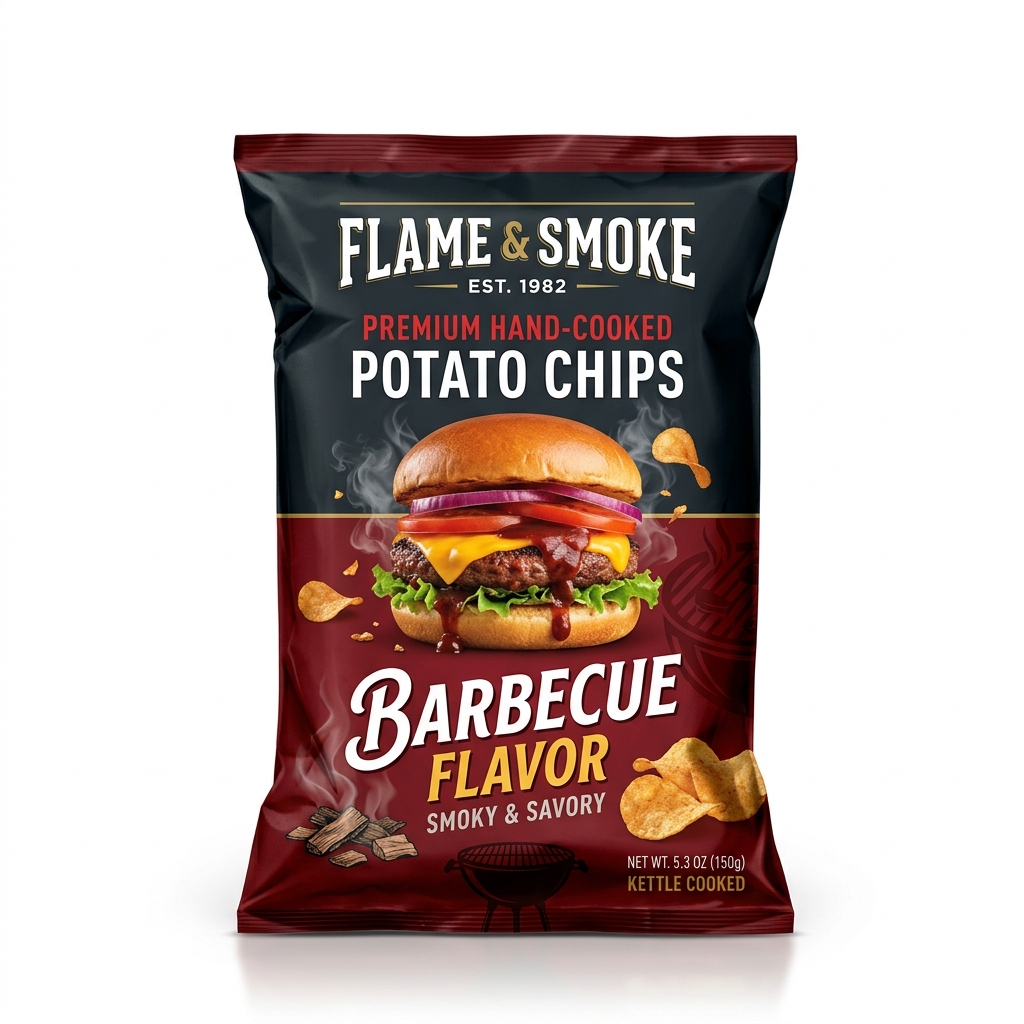 FLAME & SMOKE
EST. 1982
PREMIUM HAND-COOKED
POTATO CHIPS
BARBECUE
FLAVOR
SMOKY & SAVORY
NET WT. 5.3 OZ (150g)
KETTLE COOKED